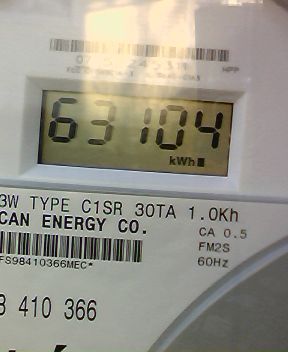 63104
kWh
3W TYPE C1SR 30TA 1.0Kh
CAN ENERGY CO.
CA 0.5
FM2S
60Hz
FS98410366MEC*
8 410 366